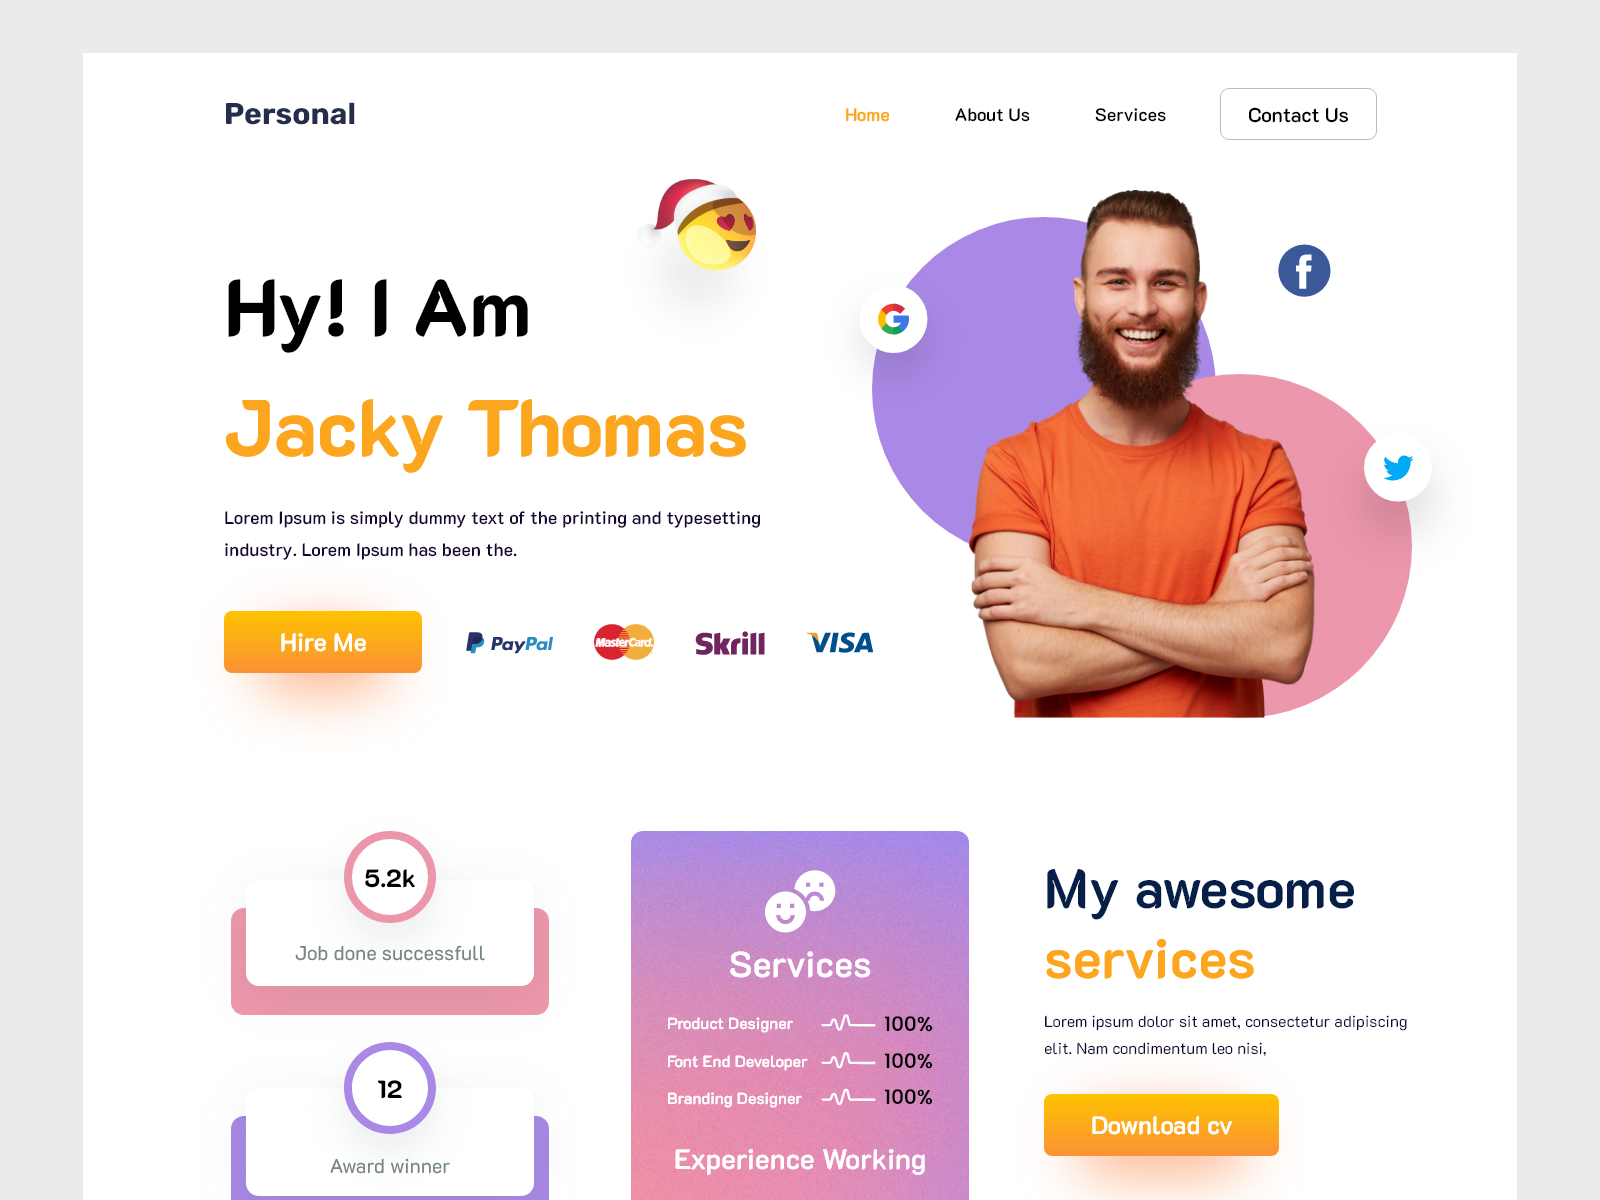 Personal
Home
About Us
Services
Contact Us
Hy! I Am
Jacky Thomas
Lorem Ipsum is simply dummy text of the printing and typesetting
industry. Lorem Ipsum has been the.
Hire Me
PayPal
MasterCard.
Skrill
VISA
5.2k
Job done successfull
12
Award winner
Services
Product Designer 100%
Font End Developer 100%
Branding Designer 100%
Experience Working
My awesome
services
Lorem ipsum dolor sit amet, consectetur adipiscing
elit. Nam condimentum leo nisi,
Download cv